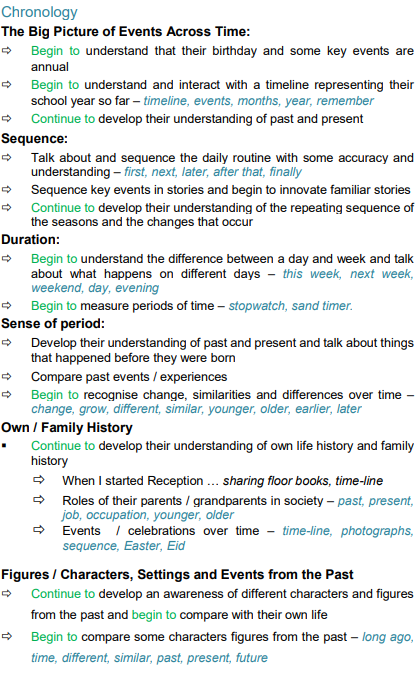 Chronology
The Big Picture of Events Across Time:
⇨ Begin to understand that their birthday and some key events are
annual
⇨ Begin to understand and interact with a timeline representing their
school year so far – timeline, events, months, year, remember
⇨ Continue to develop their understanding of past and present
Sequence:
⇨ Talk about and sequence the daily routine with some accuracy and
understanding – first, next, later, after that, finally
⇨ Sequence key events in stories and begin to innovate familiar stories
⇨ Continue to develop their understanding of the repeating sequence of
the seasons and the changes that occur
Duration:
⇨ Begin to understand the difference between a day and week and talk
about what happens on different days – this week, next week,
weekend, day, evening
⇨ Begin to measure periods of time – stopwatch, sand timer.
Sense of period:
⇨ Develop their understanding of past and present and talk about things
that happened before they were born
⇨ Compare past events / experiences
⇨ Begin to recognise change, similarities and differences over time –
change, grow, different, similar, younger, older, earlier, later
Own / Family History
▪ Continue to develop their understanding of own life history and family
history
⇨ When I started Reception … sharing floor books, time-line
⇨ Roles of their parents / grandparents in society – past, present,
job, occupation, younger, older
⇨ Events / celebrations over time – time-line, photographs,
sequence, Easter, Eid
Figures / Characters, Settings and Events from the Past
⇨ Continue to develop an awareness of different characters and figures
from the past and begin to compare with their own life
⇨ Begin to compare some characters figures from the past – long ago,
time, different, similar, past, present, future